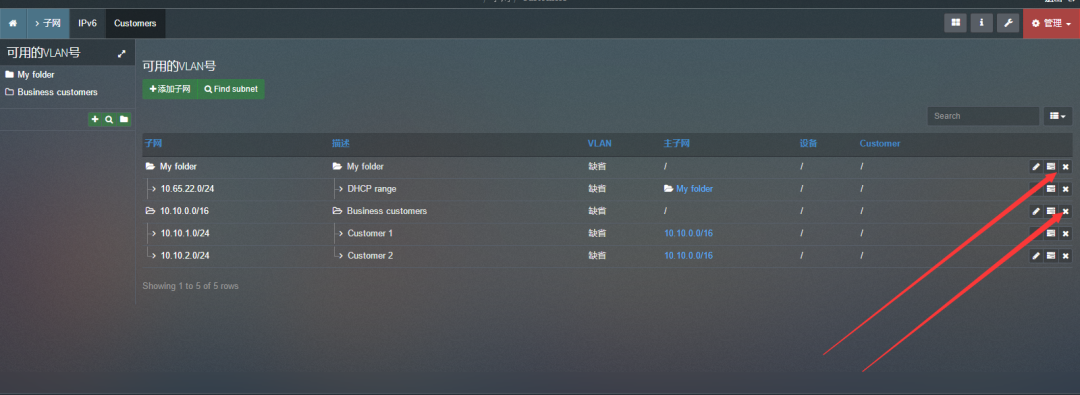 子网 IPv6 Customers 管理
可用的VLAN号
My folder
Business customers
可用的VLAN号
添加子网 Find subnet
Search
子网 描述 VLAN 主子网 设备 Customer
My folder My folder 缺省 / / /
10.65.22.0/24 DHCP range 缺省 My folder / /
10.10.0.0/16 Business customers 缺省 / / /
10.10.1.0/24 Customer 1 缺省 10.10.0.0/16 / /
10.10.2.0/24 Customer 2 缺省 10.10.0.0/16 / /
Showing 1 to 5 of 5 rows